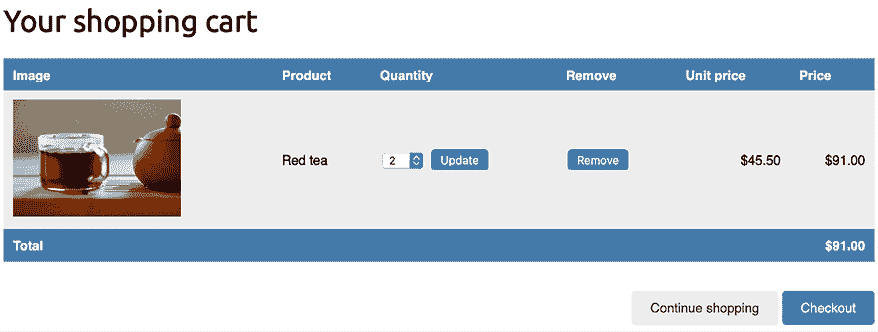 Your shopping cart
Image Product Quantity Remove Unit price Price
Red tea 2 Update Remove $45.50 $91.00
Total $91.00
Continue shopping Checkout